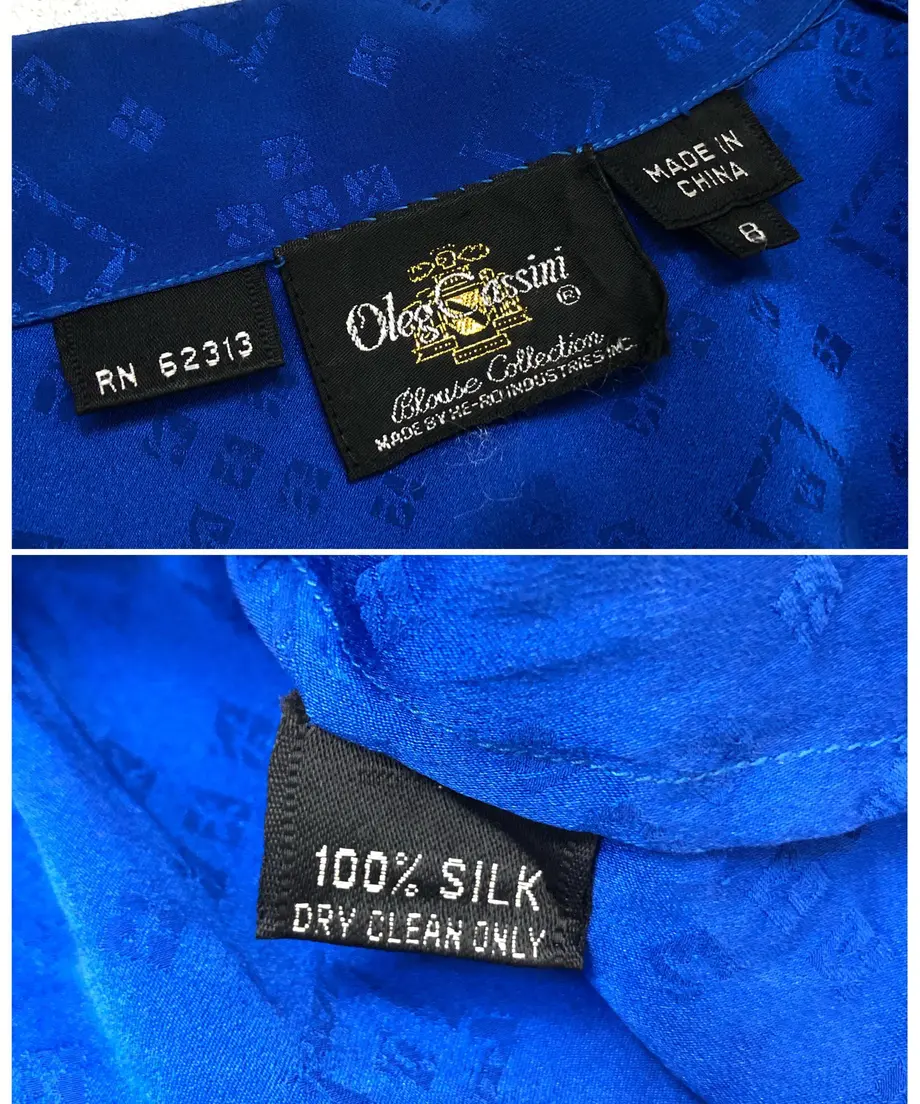 MADE IN
CHINA
8
Oleg Cassini ®
Blouse Collection
MADE BY HE-RO INDUSTRIES INC.
RN 62313
100% SILK
DRY CLEAN ONLY